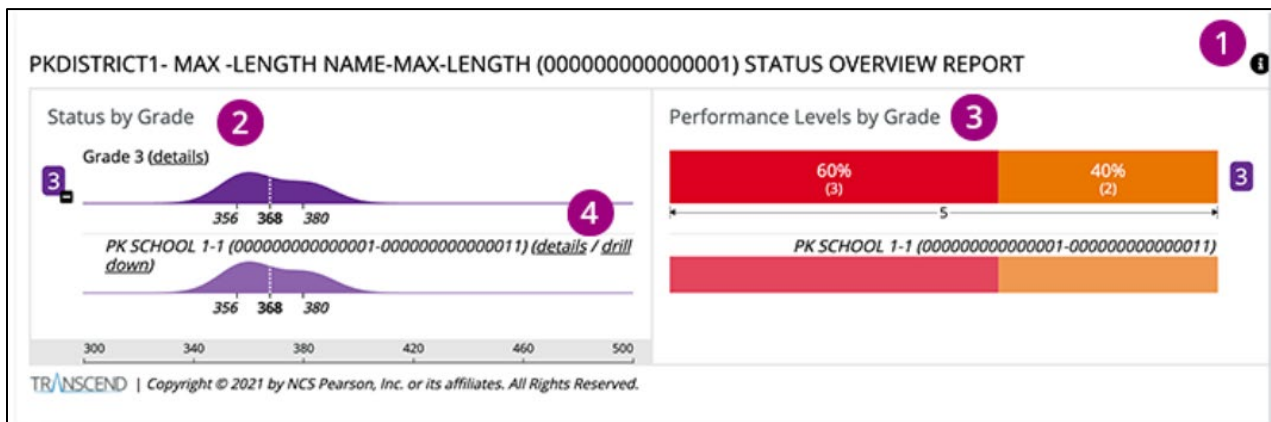 1
PKDISTRICT1- MAX -LENGTH NAME-MAX-LENGTH (000000000000001) STATUS OVERVIEW REPORT
i
Status by Grade
2
Grade 3 (details)
3
356 368 380
4
PK SCHOOL 1-1 (000000000000001-000000000000011) (details / drill
down)
356 368 380
300 340 380 420 460 500
Performance Levels by Grade
3
60%
(3)
40%
(2)
3
5
PK SCHOOL 1-1 (000000000000001-000000000000011)
TRANSCEND | Copyright © 2021 by NCS Pearson, Inc. or its affiliates. All Rights Reserved.